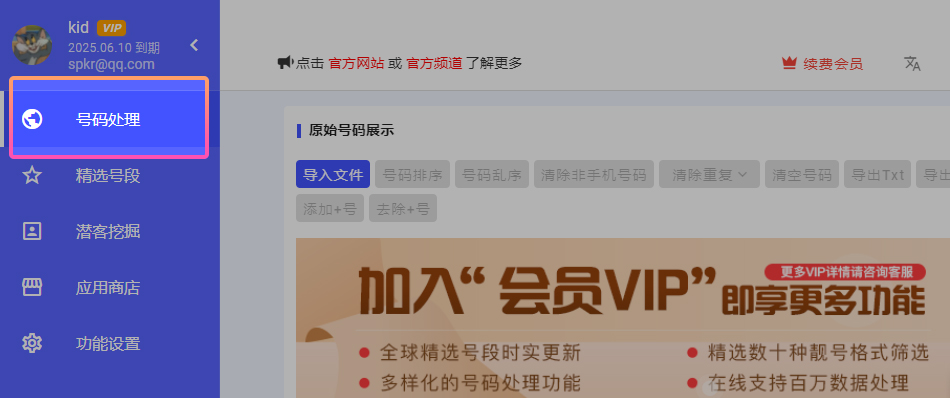 kid VIP
2025.06.10 到期
spkr@qq.com
号码处理
精选号段
潜客挖掘
应用商店
功能设置
点击 官方网站 或 官方频道 了解更多
续费会员
原始号码展示
导入文件 号码排序 号码乱序 清除非手机号码 清除重复 清空号码 导出Txt 导出
添加+号 去除+号
加入“会员VIP”
更多VIP详情请咨询客服
即享更多功能
全球精选号段时实更新
精选数十种靓号格式筛选
多样化的号码处理功能
在线支持百万数据处理